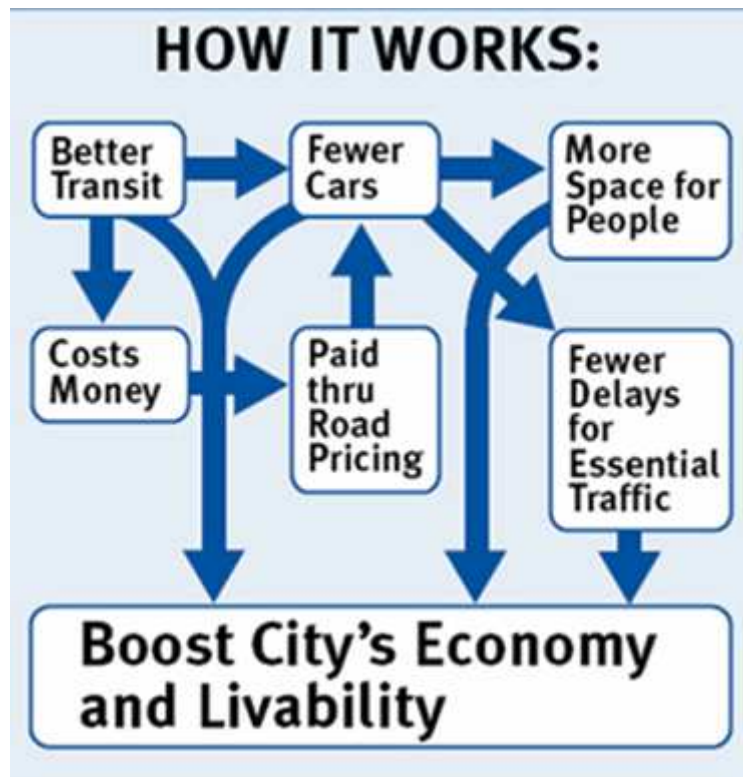 HOW IT WORKS:
Better
Transit
Fewer
Cars
More
Space for
People
Costs
Money
Paid
thru
Road
Pricing
Fewer
Delays
for
Essential
Traffic
Boost City's Economy
and Livability